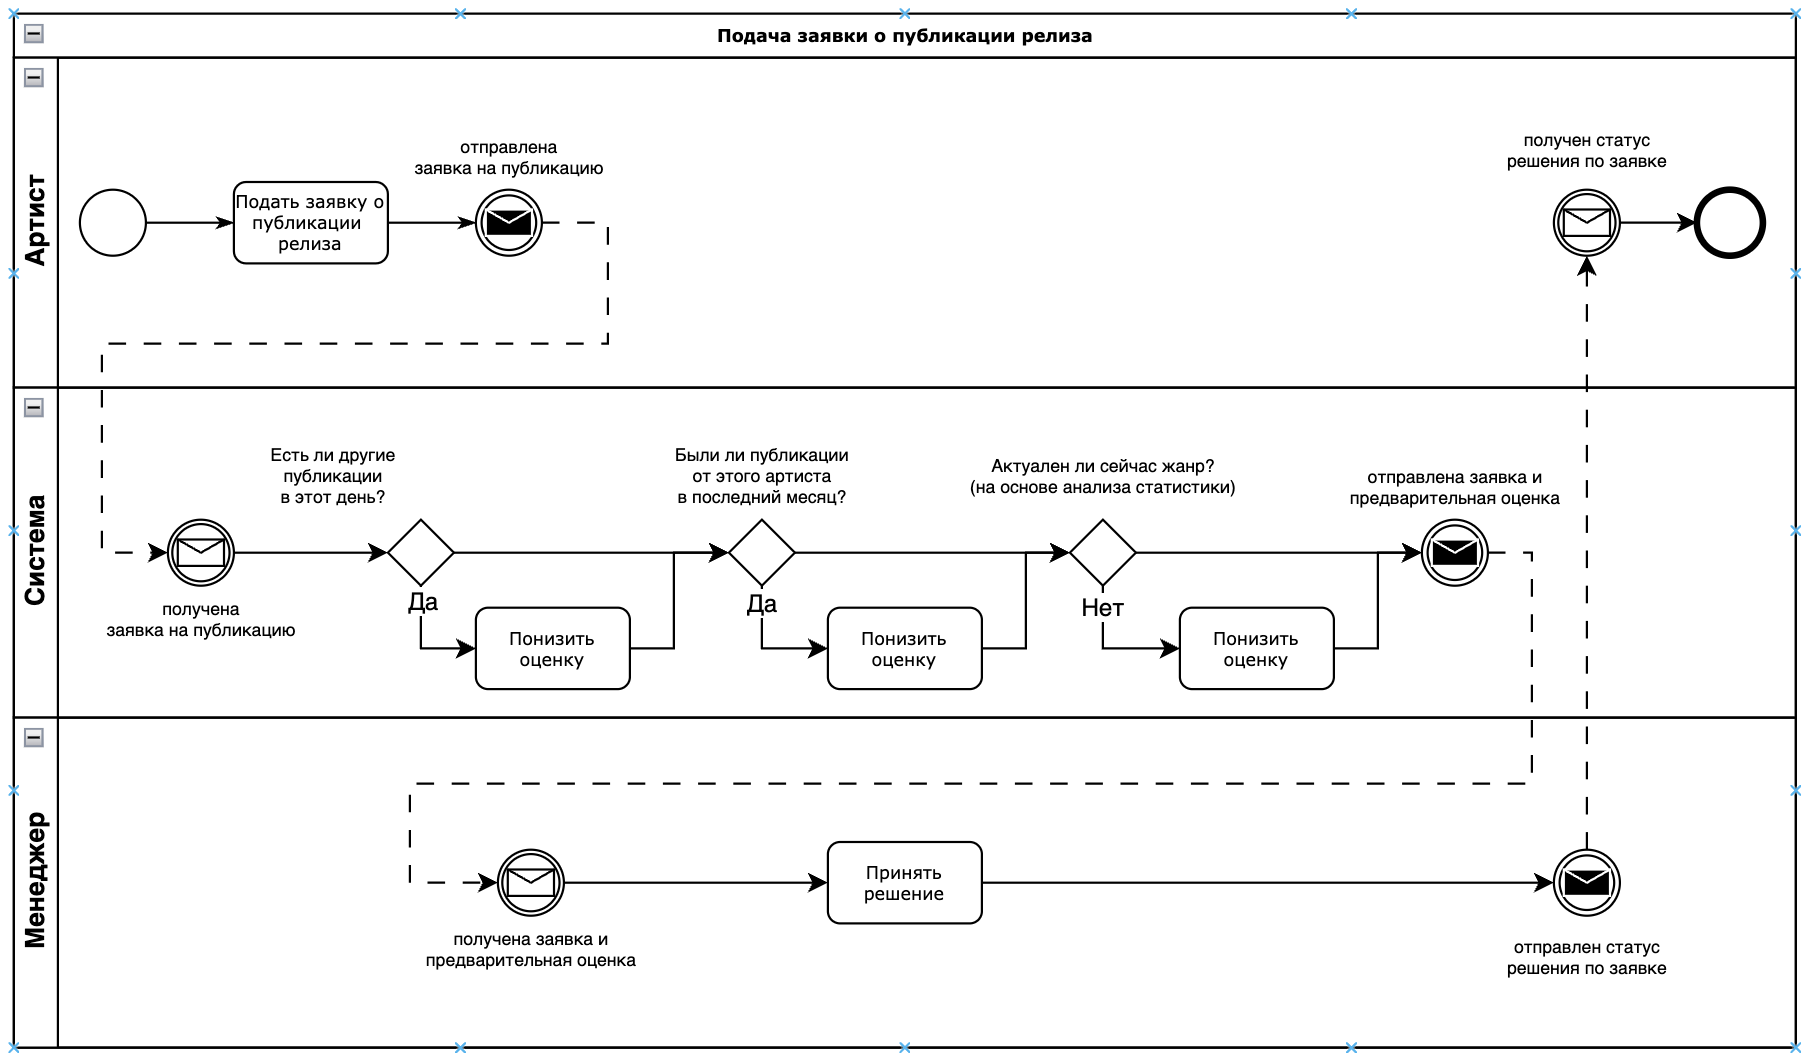 Подача заявки о публикации релиза
Артист
Подать заявку о
публикации
релиза
отправлена
заявка на публикацию
получен статус
решения по заявке
Система
получена
заявка на публикацию
Есть ли другие
публикации
в этот день?
Да
Понизить
оценку
Были ли публикации
от этого артиста
в последний месяц?
Да
Понизить
оценку
Актуален ли сейчас жанр?
(на основе анализа статистики)
Нет
Понизить
оценку
отправлена заявка и
предварительная оценка
Менеджер
получена заявка и
предварительная оценка
Принять
решение
отправлен статус
решения по заявке